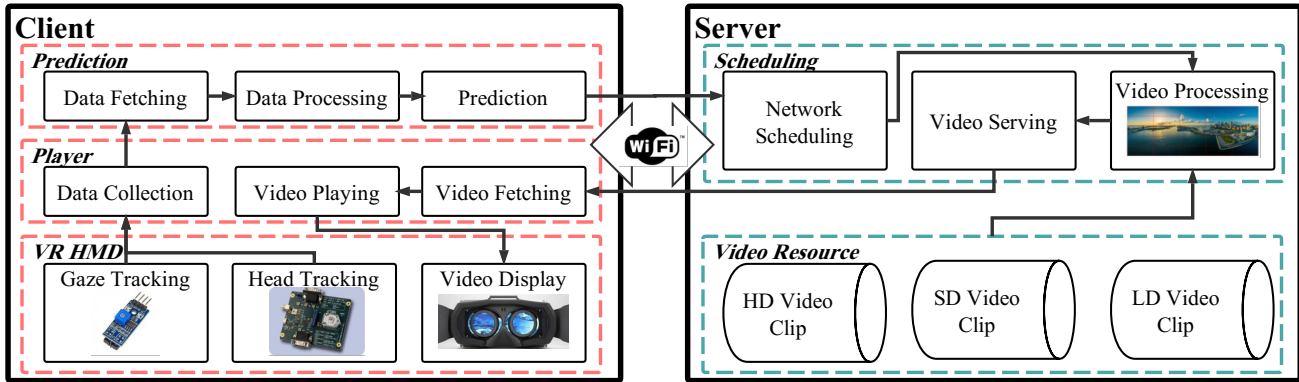 Client
Prediction
Data Fetching
Data Processing
Prediction
Player
Data Collection
Video Playing
Video Fetching
VR HMD
Gaze Tracking
Head Tracking
Video Display
Wi Fi™
Server
Scheduling
Network
Scheduling
Video Serving
Video Processing
Video Resource
HD Video
Clip
SD Video
Clip
LD Video
Clip